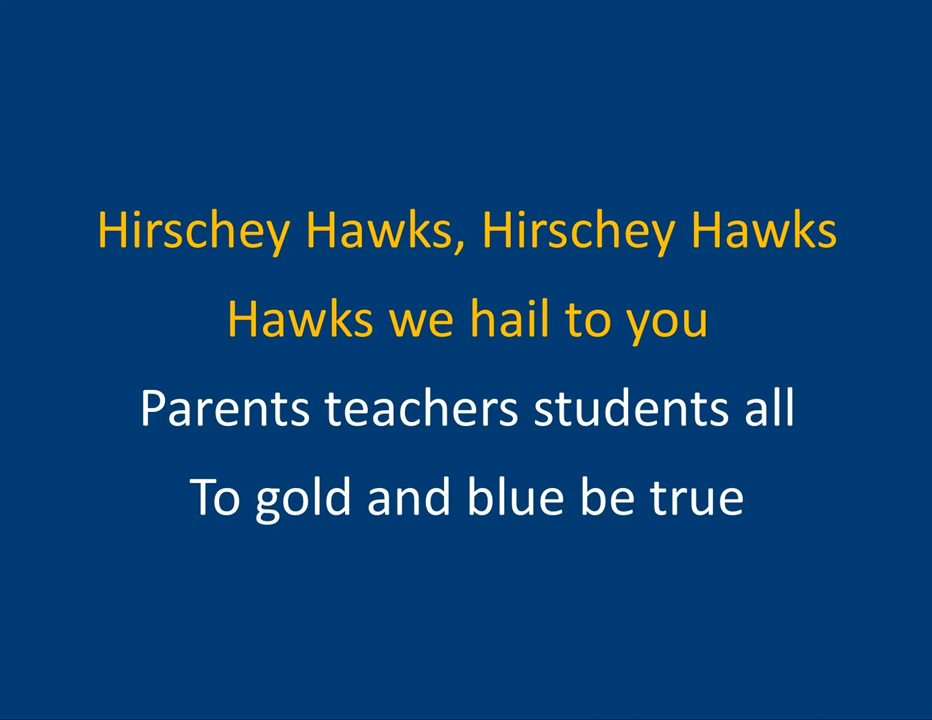 Hirschey Hawks, Hirschey Hawks
Hawks we hail to you
Parents teachers students all
To gold and blue be true